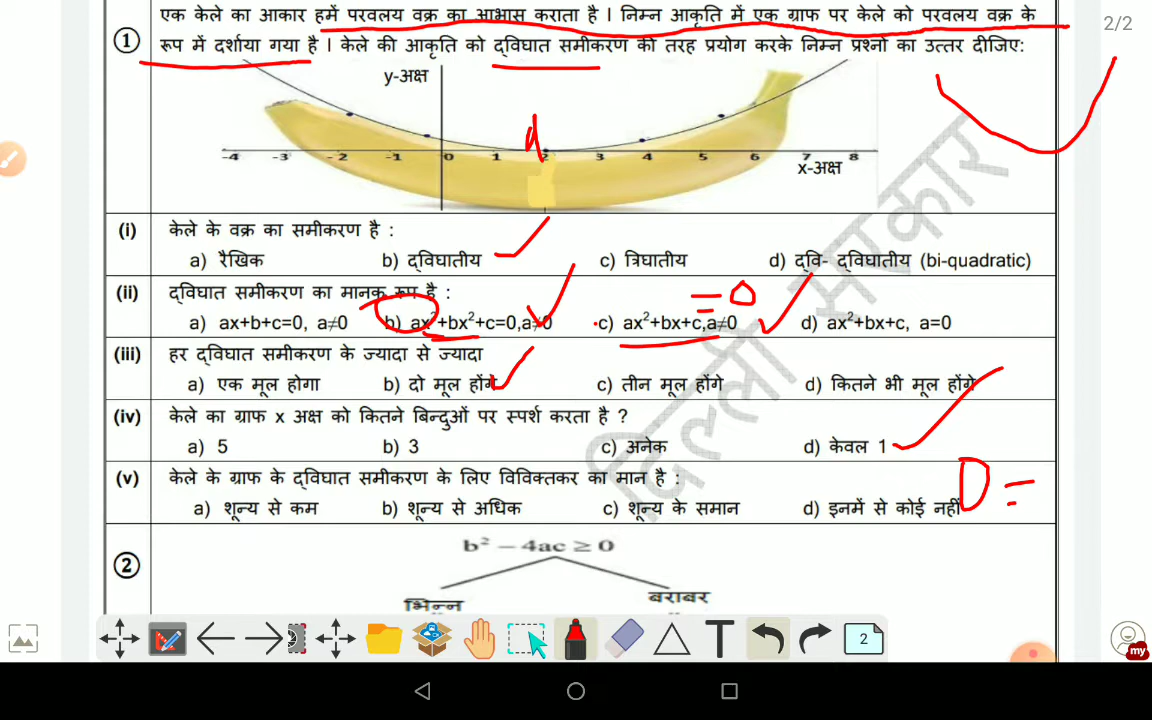 2/2
एक केले का आकार हमें परवलय वक्र का आभास कराता है । निम्न आकृति में एक ग्राफ पर केले को परवलय वक्र के
① रूप में दर्शाया गया है । केले की आकृति को द्विघात समीकरण की तरह प्रयोग करके निम्न प्रश्नो का उत्तर दीजिए:
y-अक्ष
d
-4 -3 -2 -1 0 1 2 3 4 5 6 7 8
x-अक्ष
(i) केले के वक्र का समीकरण है :
a) रैखिक b) द्विघातीय c) त्रिघातीय d) द्वि- द्विघातीय (bi-quadratic)
(ii) द्विघात समीकरण का मानक रूप है :
= 0
a) ax+b+c=0, a≠0 b) ax²+bx²+c=0,a≠0 c) ax²+bx+c,a≠0 d) ax²+bx+c, a=0
(iii) हर द्विघात समीकरण के ज्यादा से ज्यादा
a) एक मूल होगा b) दो मूल होंगे c) तीन मूल होंगे d) कितने भी मूल होंगे
(iv) केले का ग्राफ x अक्ष को कितने बिन्दुओं पर स्पर्श करता है ?
a) 5 b) 3 c) अनेक d) केवल 1
(v) केले के ग्राफ के द्विघात समीकरण के लिए विविक्तकर का मान है :
D =
a) शून्य से कम b) शून्य से अधिक c) शून्य के समान d) इनमें से कोई नहीं
दिल्ली सरकार
② b² − 4ac ≥ 0
भिन्न बराबर
T 2
my